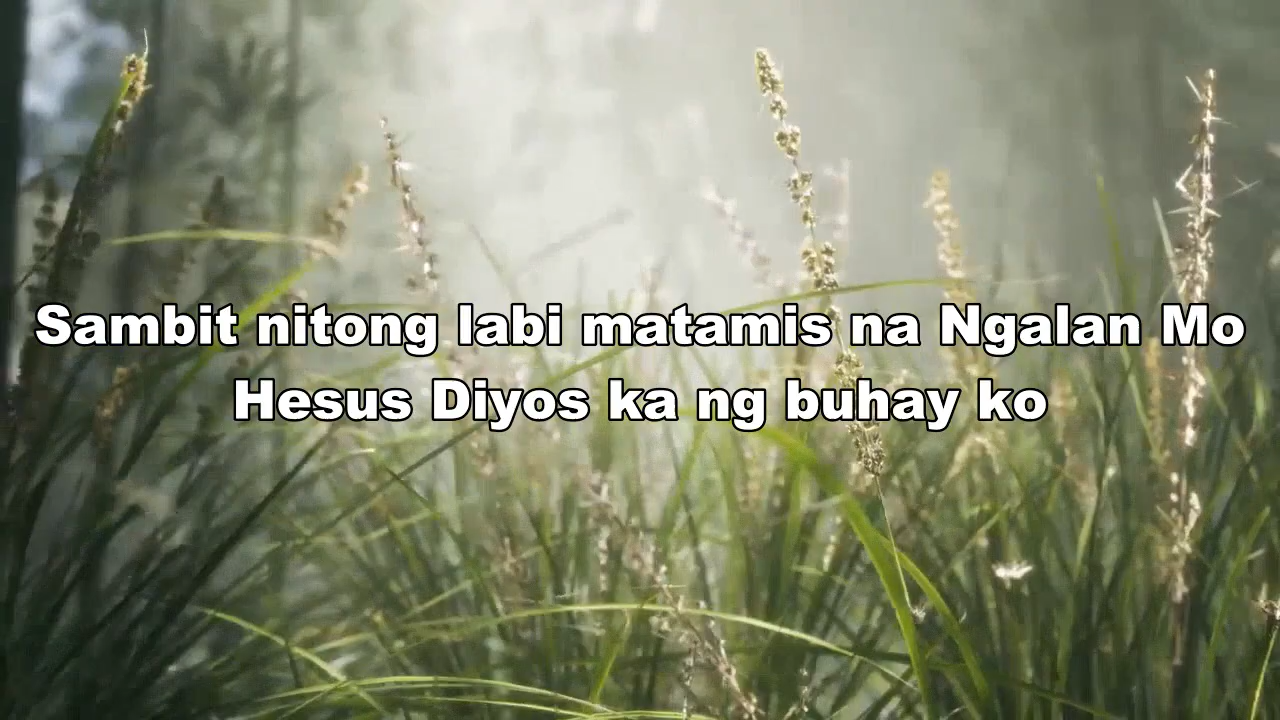 Sambit nitong labi matamis na Ngalan Mo
Hesus Diyos ka ng buhay ko